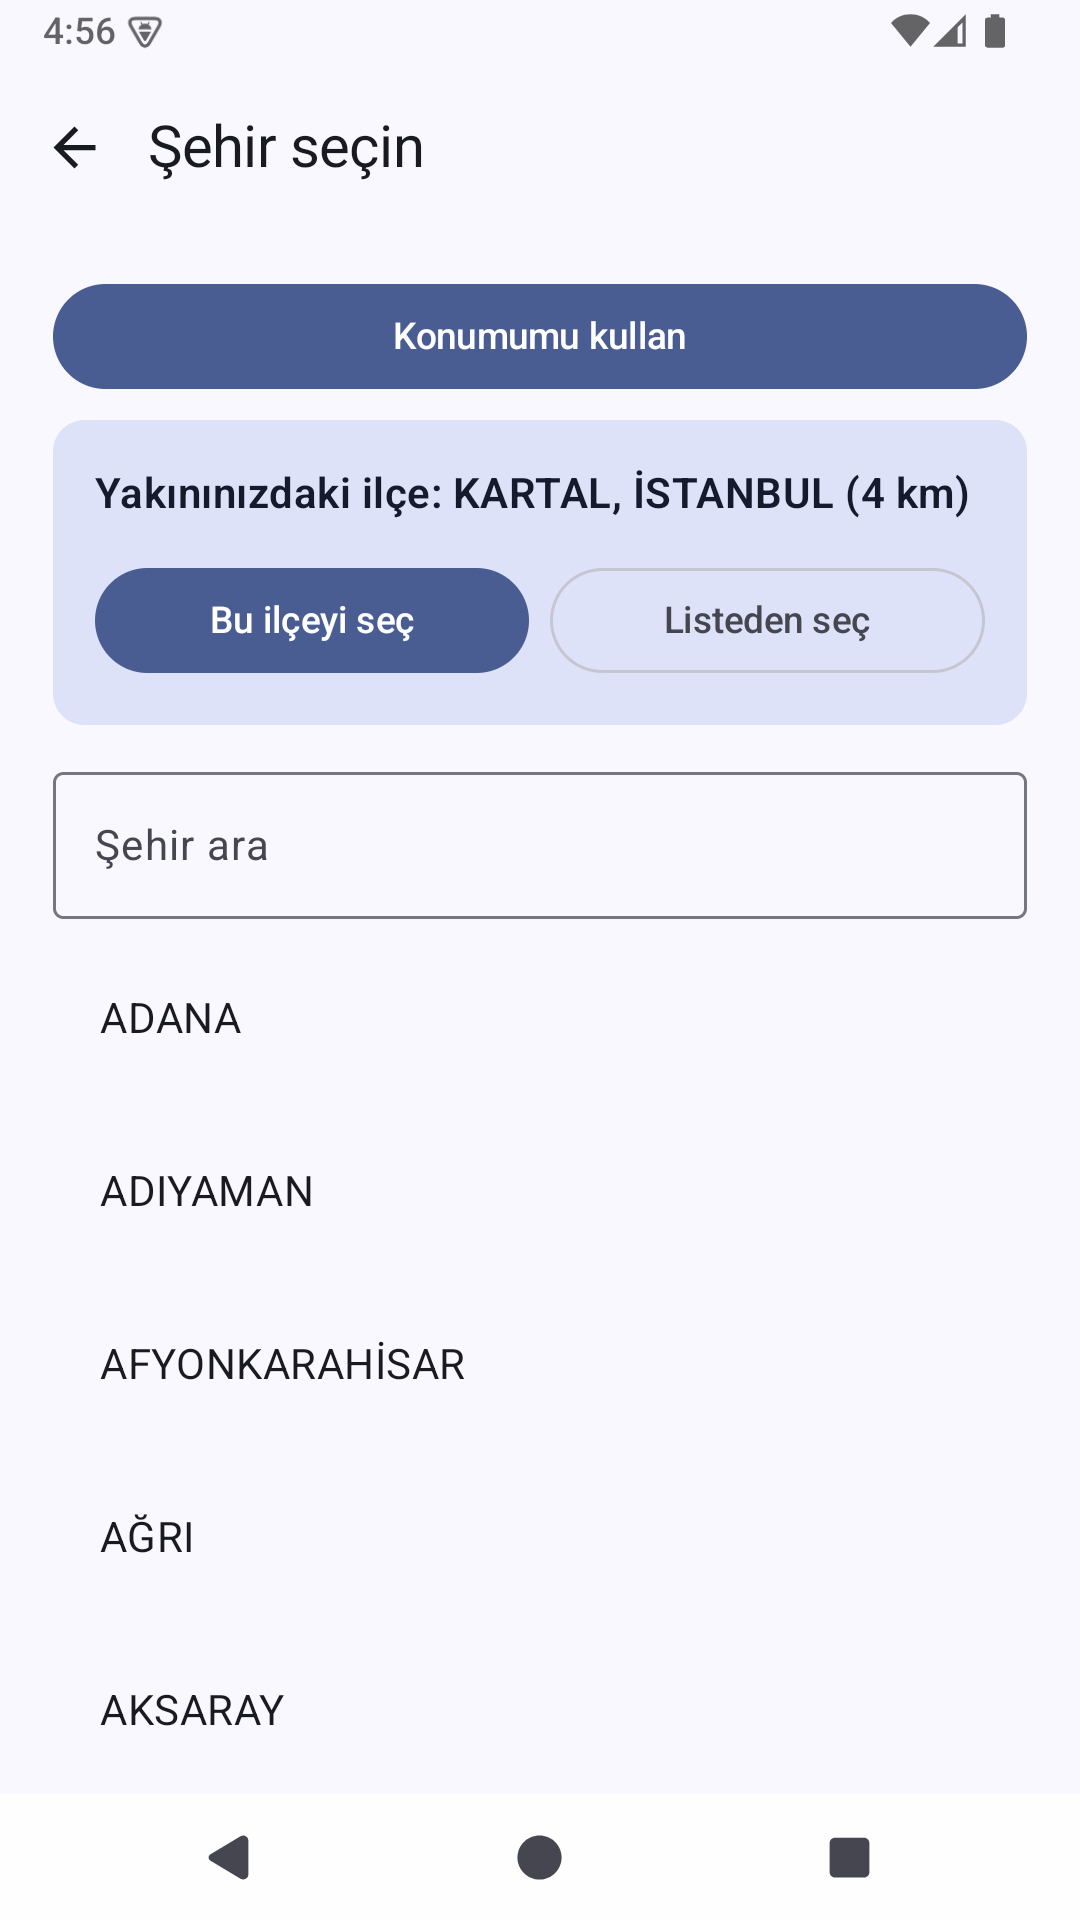 4:56
Şehir seçin
Konumumu kullan
Yakınınızdaki ilçe: KARTAL, İSTANBUL (4 km)
Bu ilçeyi seç
Listeden seç
Şehir ara
ADANA
ADIYAMAN
AFYONKARAHİSAR
AĞRI
AKSARAY